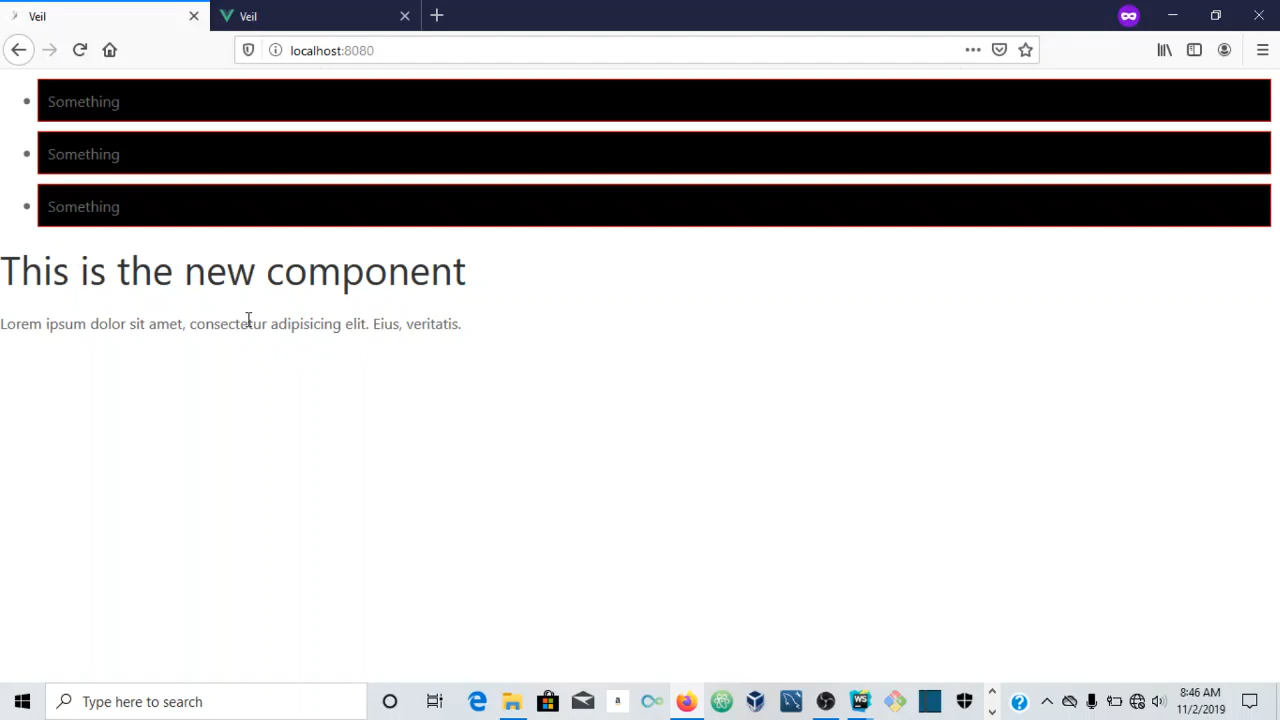 Veil
Veil
localhost:8080
Something
Something
Something
This is the new component
Lorem ipsum dolor sit amet, consectetur adipisicing elit. Eius, veritatis.
Type here to search
a
WS
8:46 AM
11/2/2019